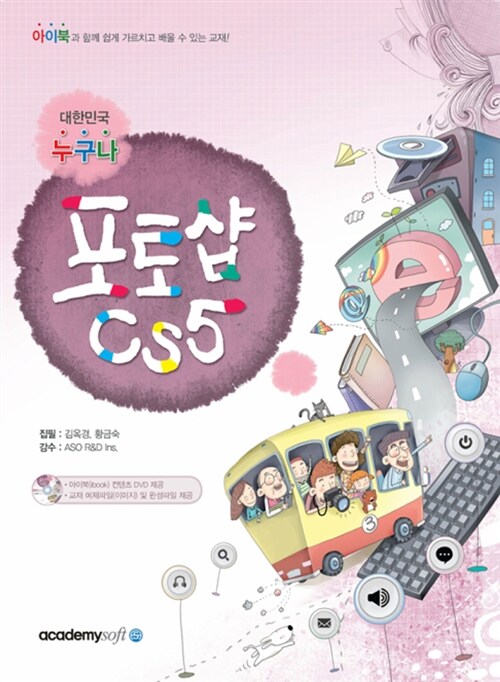 아이북과 함께 쉽게 가르치고 배울 수 있는 교재!
대한민국
누구나
포토샵
CS5
집필 : 김옥경, 황금숙
감수 : ASO R&D Ins.
• 아이북(ibook) 컨텐츠 DVD 제공
• 교재 예제파일(이미지) 및 완성파일 제공
e
@
3
academysoft